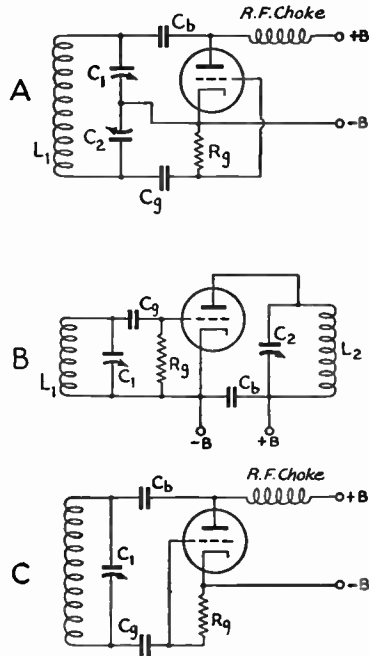 R.F. Choke
Cb
+B
A
C1
C2
L1
Rg
-B
Cg
B
Cg
L1
C1
Rg
Cb
C2
L2
-B
+B
R.F. Choke
Cb
+B
C
C1
-B
Cg
Rg